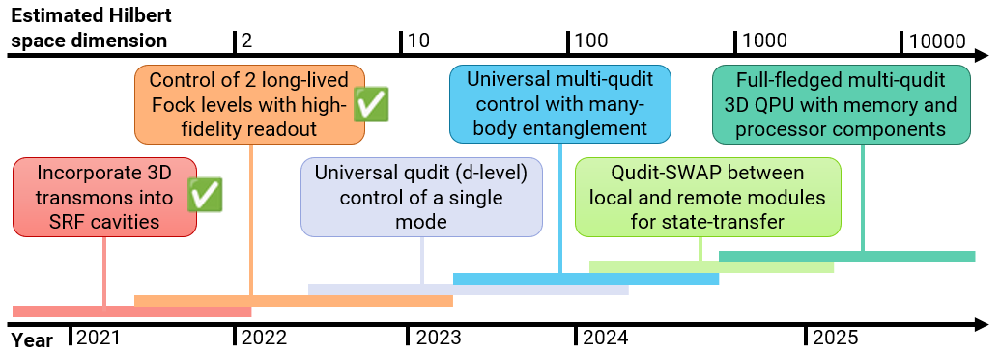 Estimated Hilbert
space dimension
2
10
100
1000
10000
Control of 2 long-lived
Fock levels with high-
fidelity readout
Universal multi-qudit
control with many-
body entanglement
Full-fledged multi-qudit
3D QPU with memory and
processor components
Incorporate 3D
transmons into
SRF cavities
Universal qudit (d-level)
control of a single
mode
Qudit-SWAP between
local and remote modules
for state-transfer
Year
2021
2022
2023
2024
2025